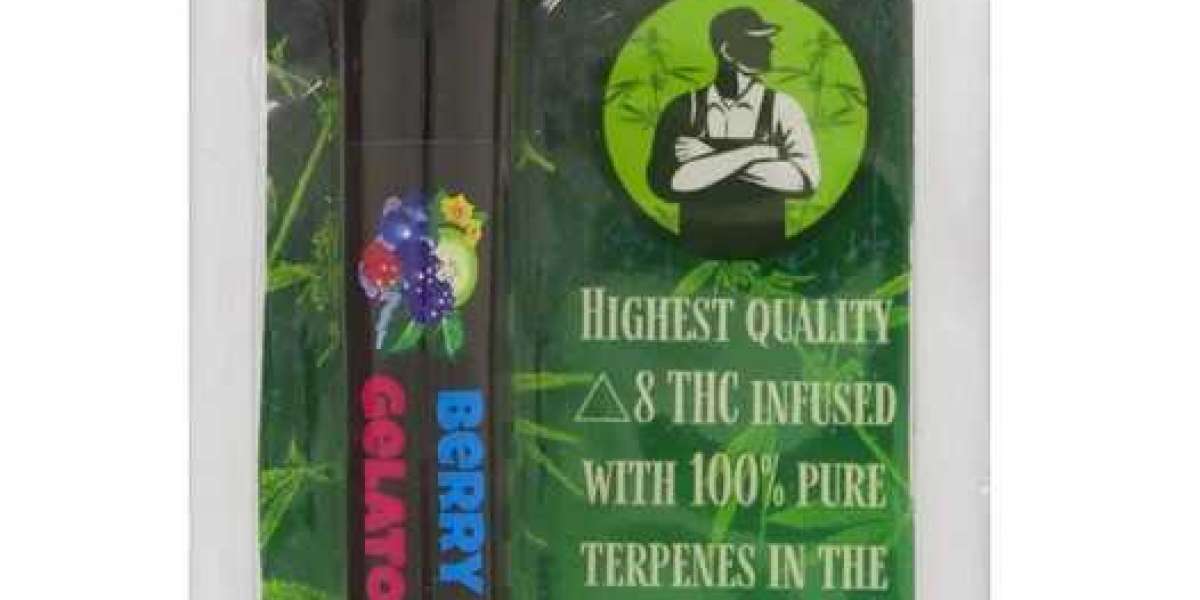 BeRRY
GeLATo
HIGHEST QUALITY
△8 THC INFUSED
WITH 100% PURE
TERPENES IN THE